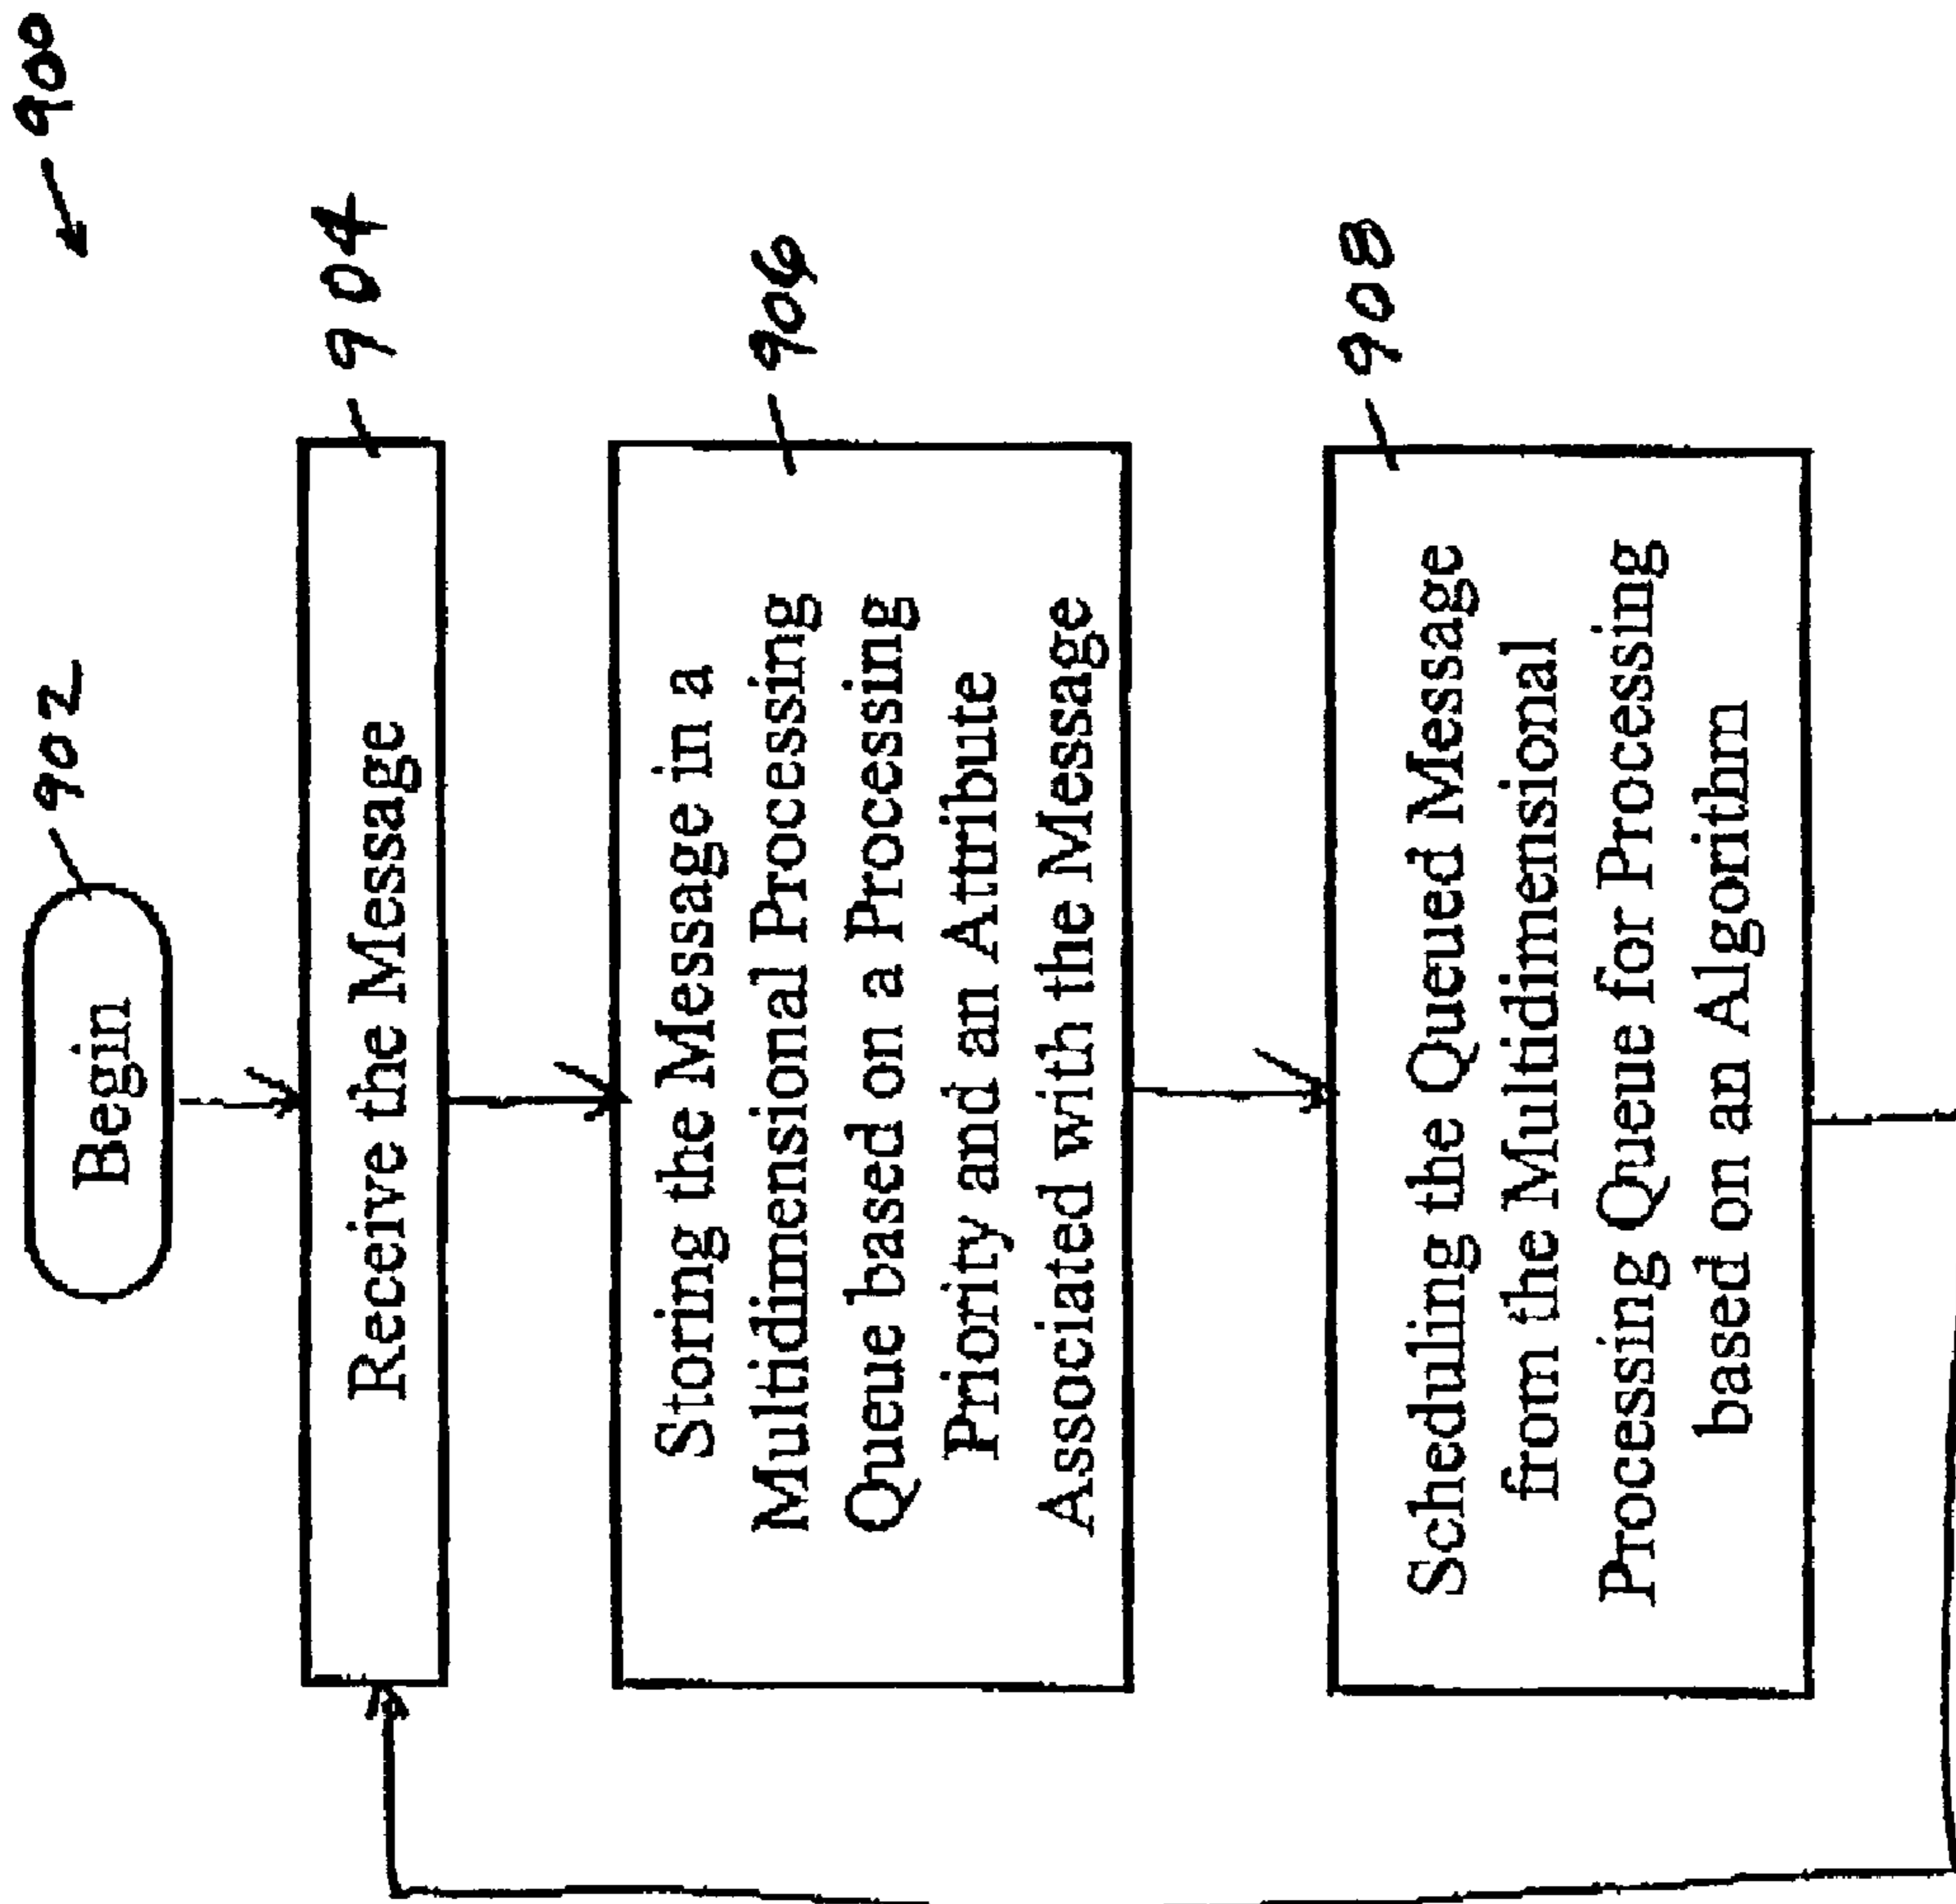 900
902
Begin
904
Receive the Message
906
Storing the Message in a
Multidimensional Processing
Queue based on a Processing
Priority and an Attribute
Associated with the Message
908
Scheduling the Queued Message
from the Multidimensional
Processing Queue for Processing
based on an Algorithm